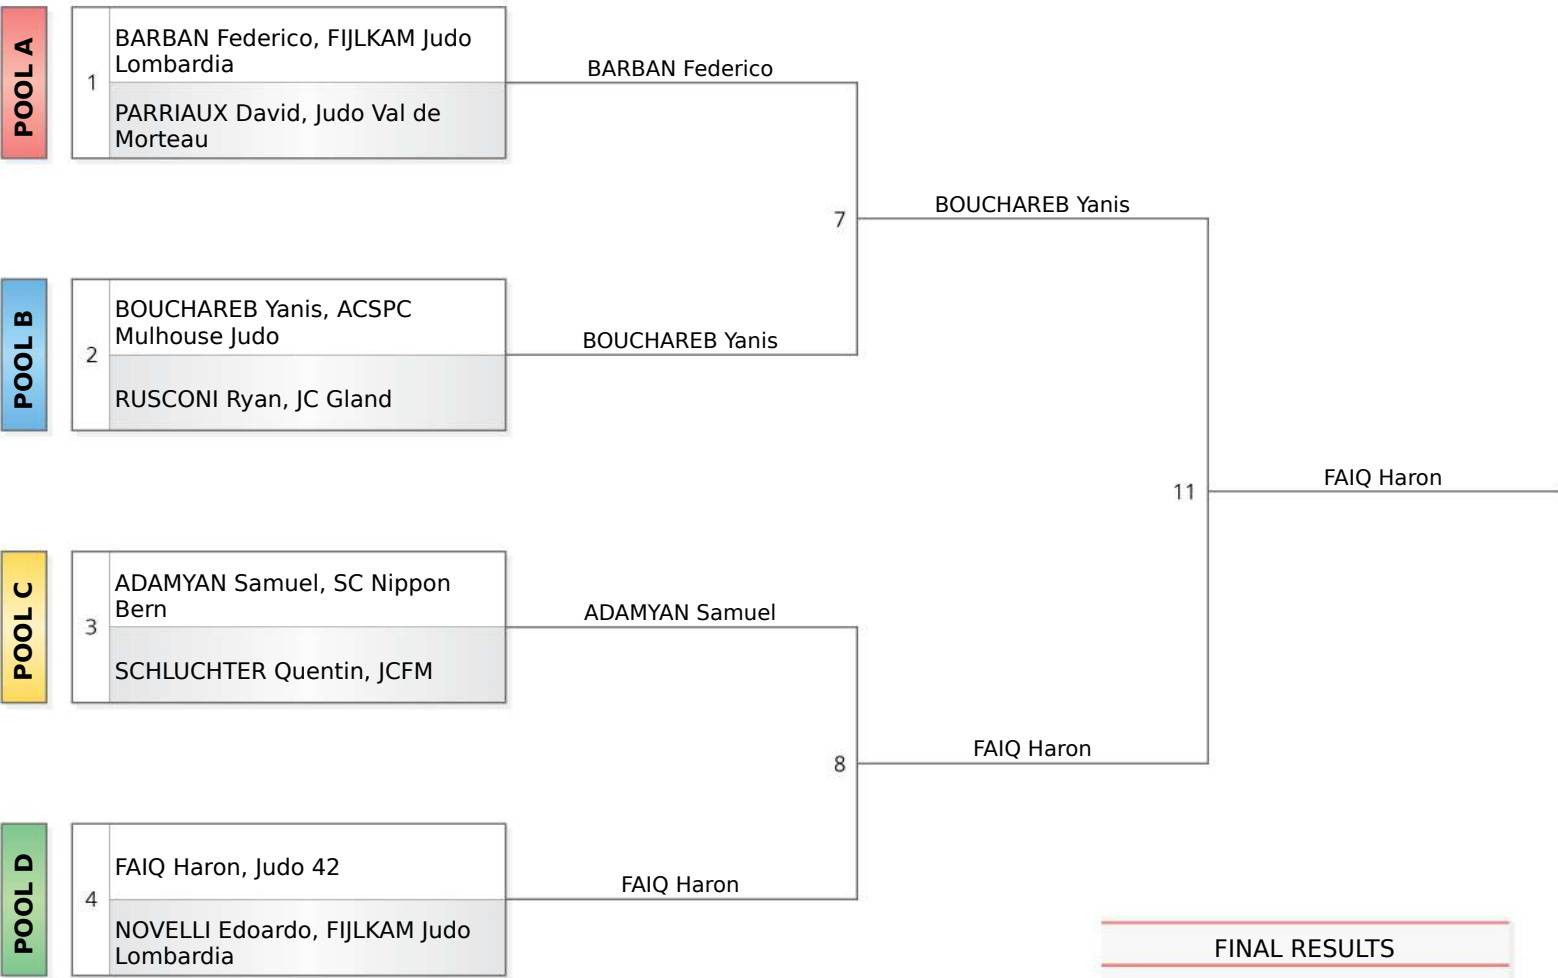 POOL A
1
BARBAN Federico, FIJLKAM Judo
Lombardia
PARRIAUX David, Judo Val de
Morteau
BARBAN Federico
7
BOUCHAREB Yanis
POOL B
2
BOUCHAREB Yanis, ACSPC
Mulhouse Judo
RUSCONI Ryan, JC Gland
BOUCHAREB Yanis
11
FAIQ Haron
POOL C
3
ADAMYAN Samuel, SC Nippon
Bern
SCHLUCHTER Quentin, JCFM
ADAMYAN Samuel
8
FAIQ Haron
POOL D
4
FAIQ Haron, Judo 42
NOVELLI Edoardo, FIJLKAM Judo
Lombardia
FAIQ Haron
FINAL RESULTS